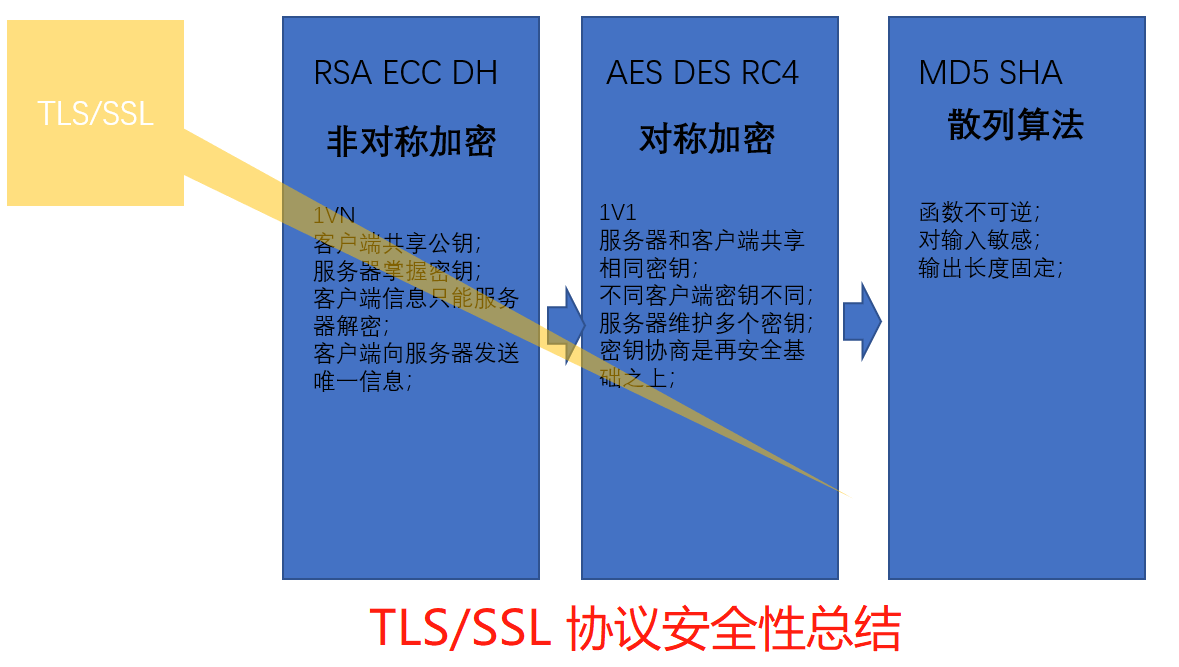 TLS/SSL
RSA ECC DH
非对称加密
1VN
客户端共享公钥；
服务器掌握密钥；
客户端信息只能服务
器解密；
客户端向服务器发送
唯一信息；
AES DES RC4
对称加密
1V1
服务器和客户端共享
相同密钥；
不同客户端密钥不同；
服务器维护多个密钥；
密钥协商是再安全基
础之上；
MD5 SHA
散列算法
函数不可逆；
对输入敏感；
输出长度固定；
TLS/SSL 协议安全性总结